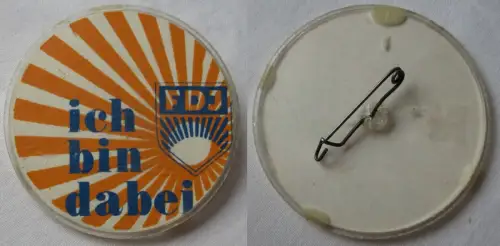 FDJ
ich
bin
dabei